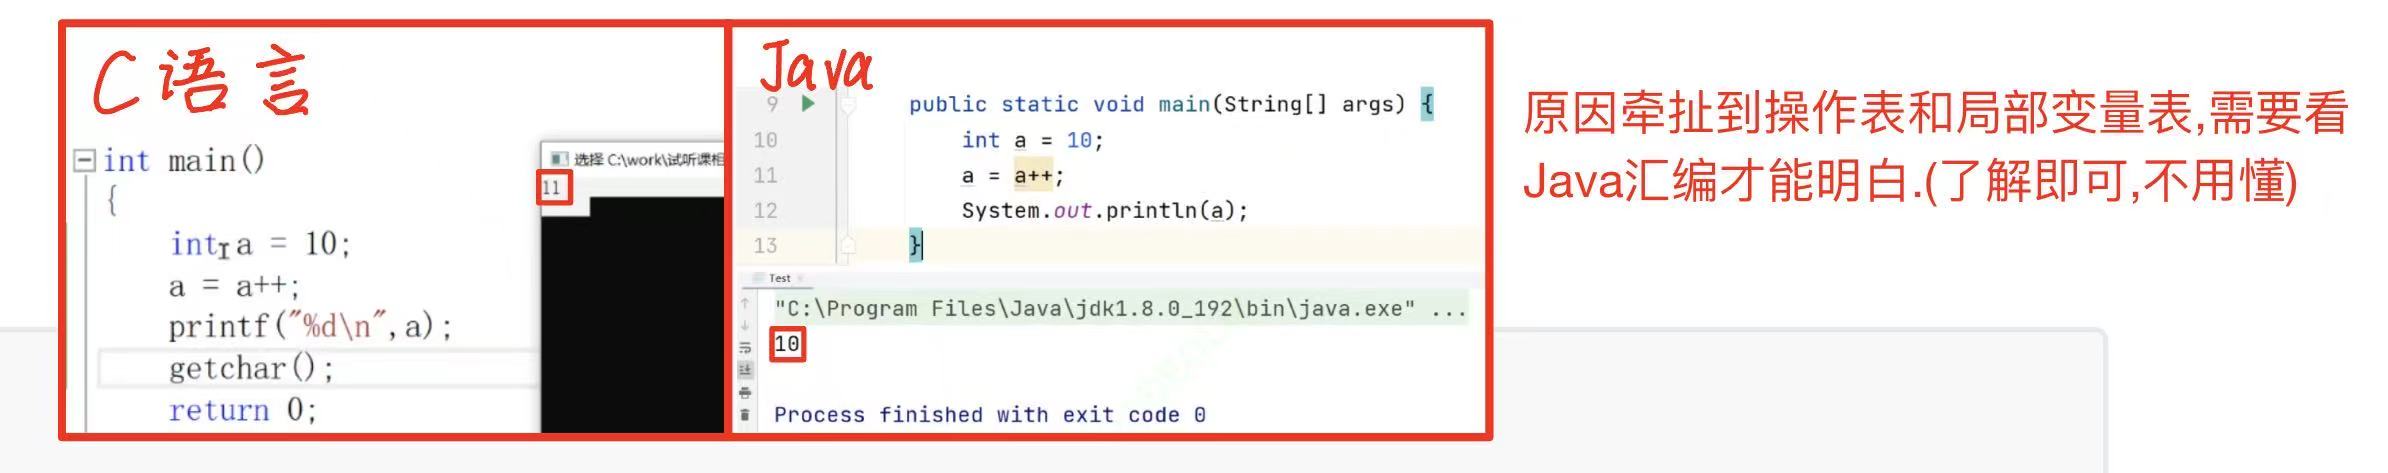 C语言
int main()
{
int a = 10;
a = a++;
printf("%d\n",a);
getchar();
return 0;
选择 C:\work\试听课相
11
Java
9 public static void main(String[] args) {
10 int a = 10;
11 a = a++;
12 System.out.println(a);
13 }
Test
"C:\Program Files\Java\jdk1.8.0_192\bin\java.exe" ...
10
Process finished with exit code 0
原因牵扯到操作表和局部变量表,需要看
Java汇编才能明白.(了解即可,不用懂)